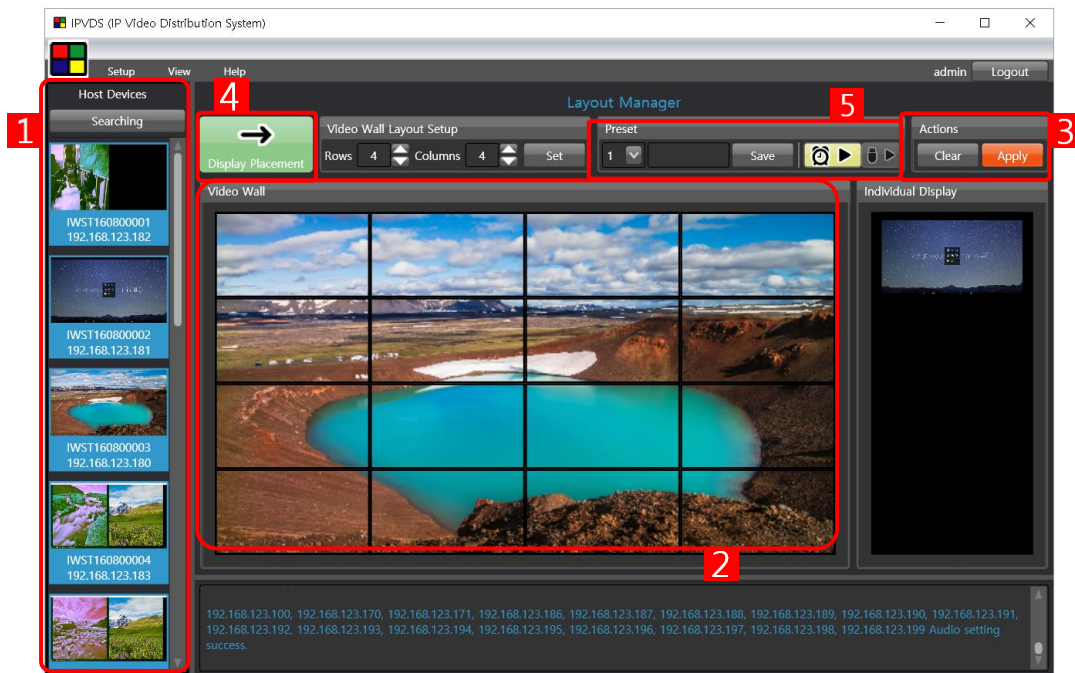 IPVDS (IP Video Distribution System)
Setup View Help
admin Logout
1
Host Devices
Searching
4
Layout Manager
5
3
Display Placement
Video Wall Layout Setup
Rows 4 Columns 4 Set
Preset
1 Save
Actions
Clear Apply
IWST160800001
192.168.123.182
IWST160800002
192.168.123.181
IWST160800003
192.168.123.180
IWST160800004
192.168.123.183
Video Wall
Individual Display
2
192.168.123.100, 192.168.123.170, 192.168.123.171, 192.168.123.186, 192.168.123.187, 192.168.123.188, 192.168.123.189, 192.168.123.190, 192.168.123.191,
192.168.123.192, 192.168.123.193, 192.168.123.194, 192.168.123.195, 192.168.123.196, 192.168.123.197, 192.168.123.198, 192.168.123.199 Audio setting
success.